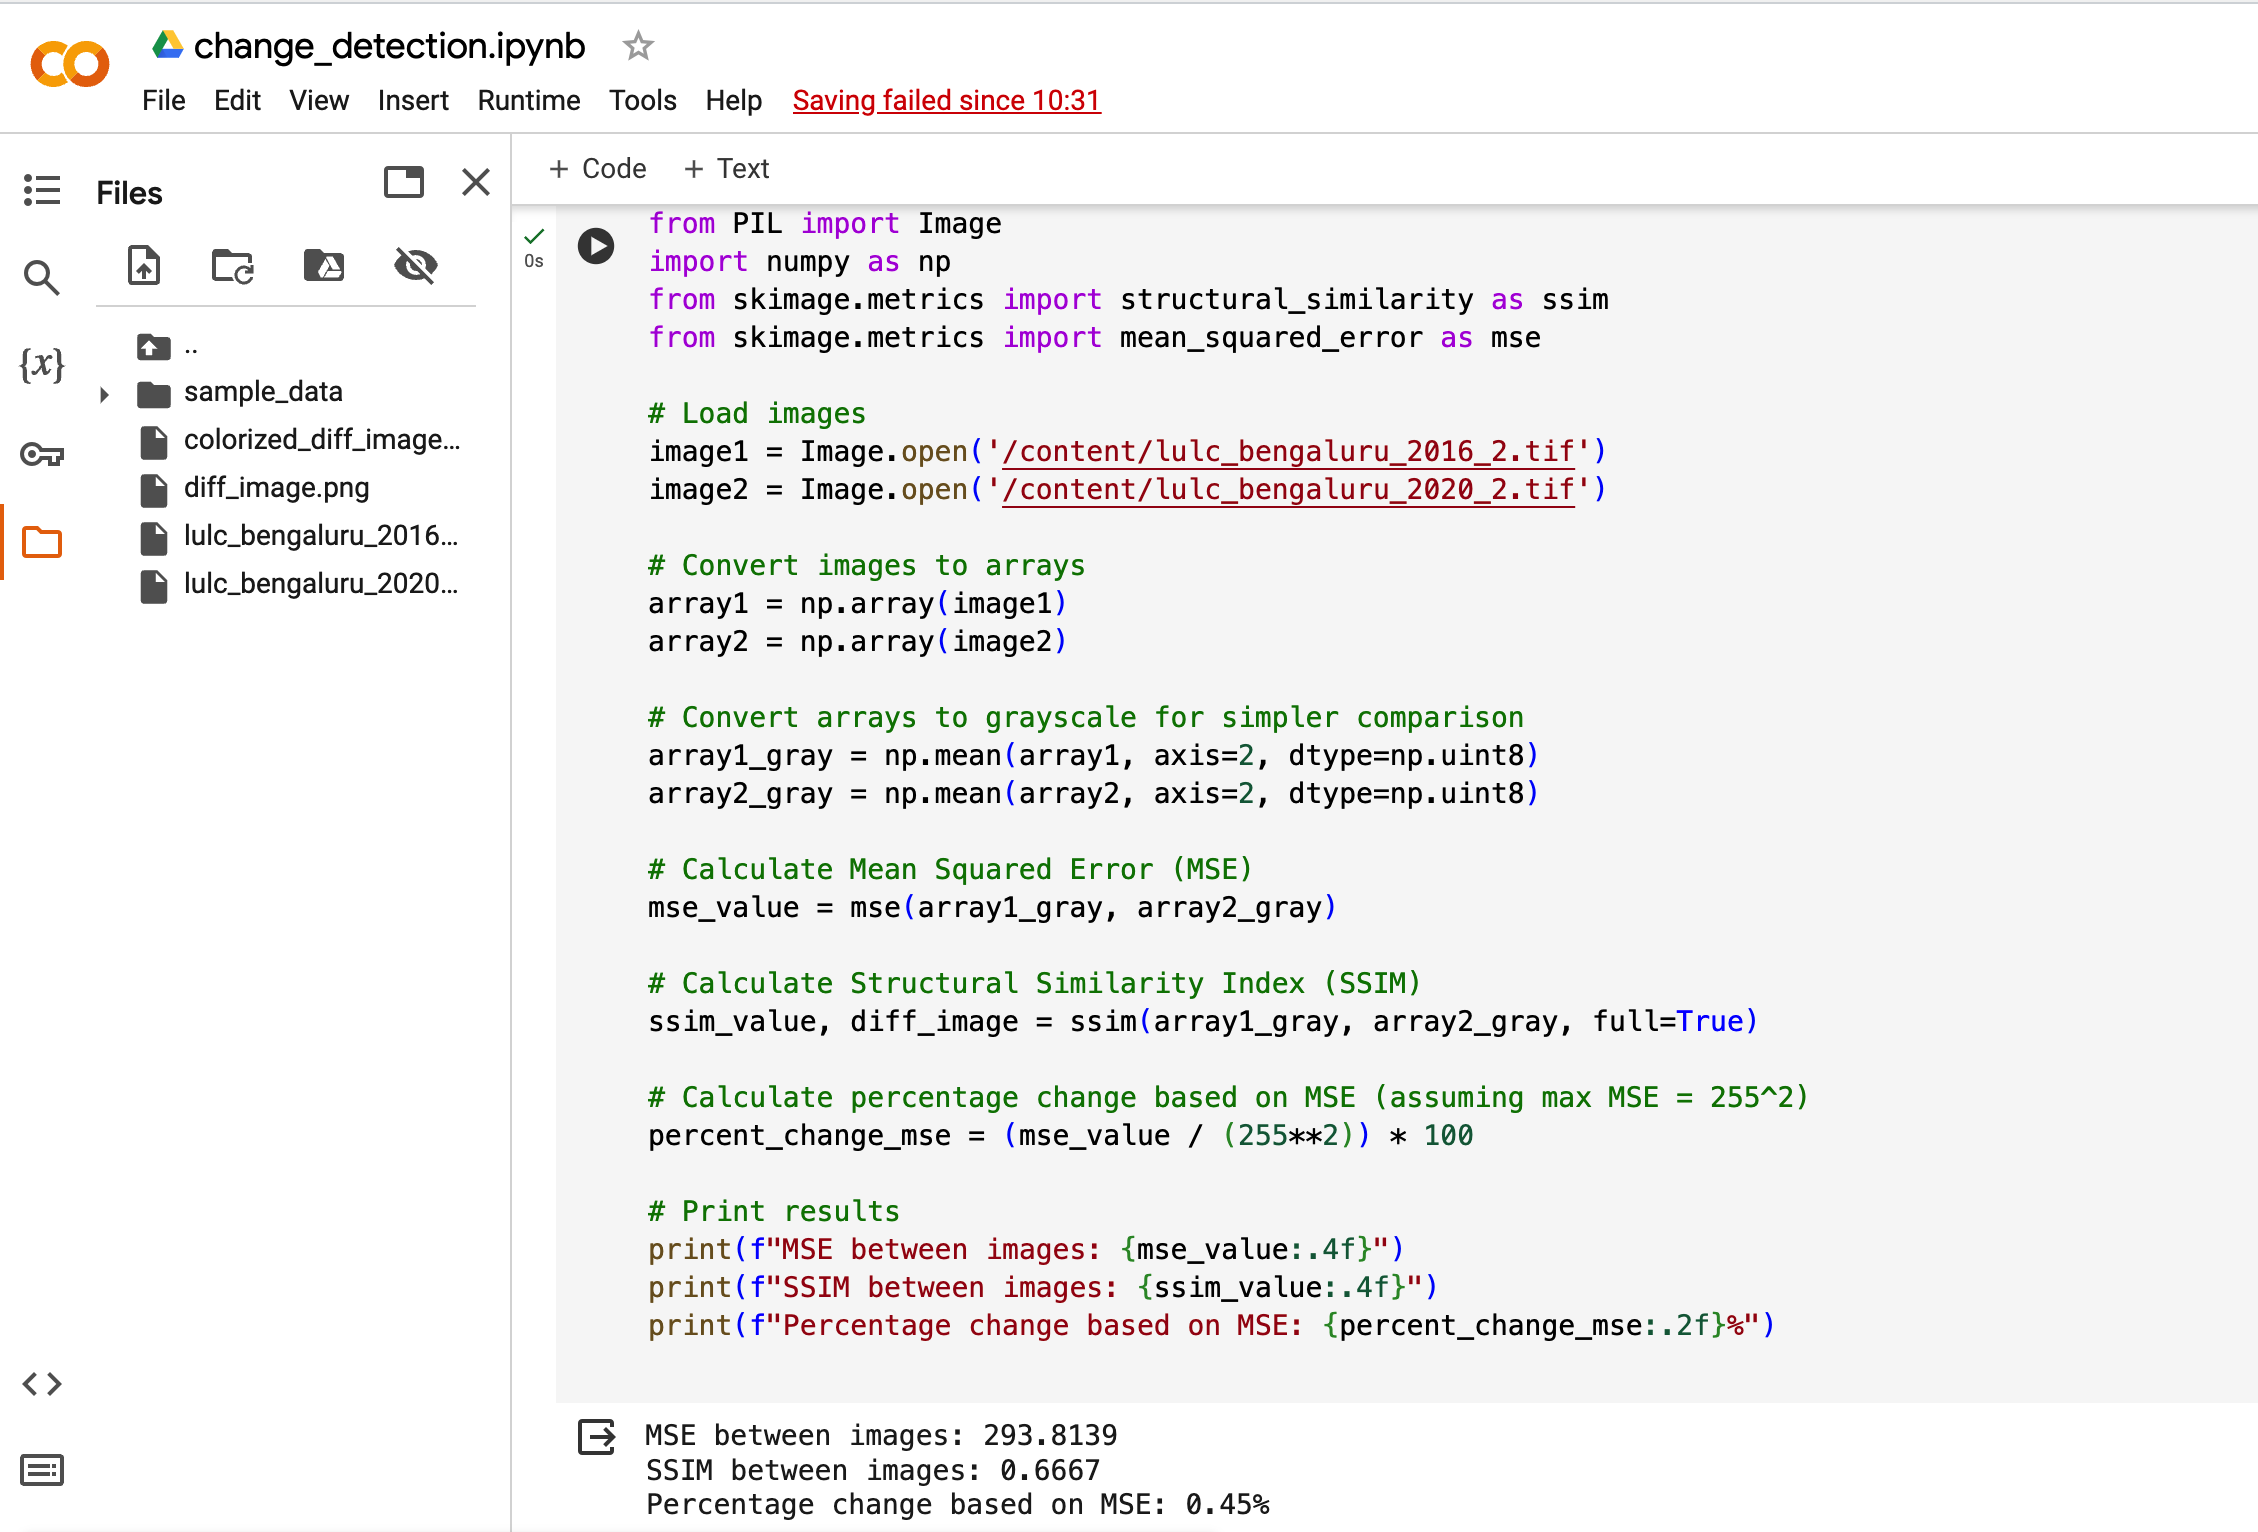 change_detection.ipynb
File Edit View Insert Runtime Tools Help Saving failed since 10:31
Files
+ Code + Text
..
sample_data
colorized_diff_image...
diff_image.png
lulc_bengaluru_2016...
lulc_bengaluru_2020...
{x}
0s
from PIL import Image
import numpy as np
from skimage.metrics import structural_similarity as ssim
from skimage.metrics import mean_squared_error as mse
# Load images
image1 = Image.open('/content/lulc_bengaluru_2016_2.tif')
image2 = Image.open('/content/lulc_bengaluru_2020_2.tif')
# Convert images to arrays
array1 = np.array(image1)
array2 = np.array(image2)
# Convert arrays to grayscale for simpler comparison
array1_gray = np.mean(array1, axis=2, dtype=np.uint8)
array2_gray = np.mean(array2, axis=2, dtype=np.uint8)
# Calculate Mean Squared Error (MSE)
mse_value = mse(array1_gray, array2_gray)
# Calculate Structural Similarity Index (SSIM)
ssim_value, diff_image = ssim(array1_gray, array2_gray, full=True)
# Calculate percentage change based on MSE (assuming max MSE = 255^2)
percent_change_mse = (mse_value / (255**2)) * 100
# Print results
print(f"MSE between images: {mse_value:.4f}")
print(f"SSIM between images: {ssim_value:.4f}")
print(f"Percentage change based on MSE: {percent_change_mse:.2f}%")
MSE between images: 293.8139
SSIM between images: 0.6667
Percentage change based on MSE: 0.45%